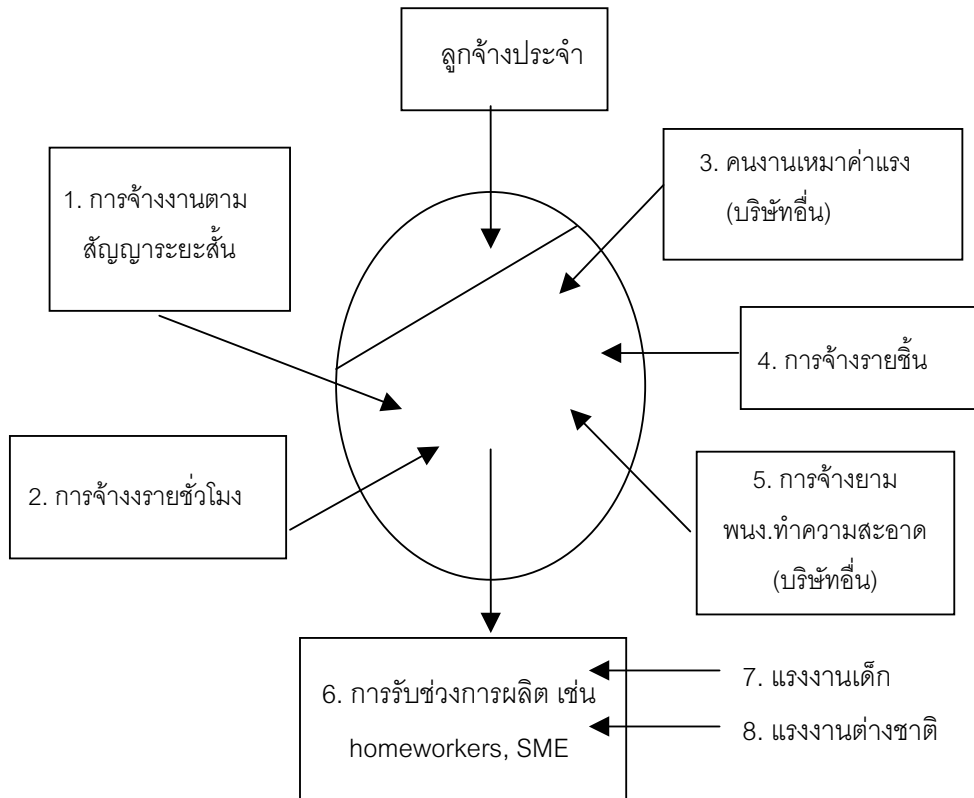 ลูกจ้างประจำ
1. การจ้างงานตาม
สัญญาระยะสั้น
3. คนงานเหมาค่าแรง
(บริษัทอื่น)
4. การจ้างรายชิ้น
2. การจ้างงรายชั่วโมง
5. การจ้างยาม
พนง.ทำความสะอาด
(บริษัทอื่น)
6. การรับช่วงการผลิต เช่น
homeworkers, SME
7. แรงงานเด็ก
8. แรงงานต่างชาติ